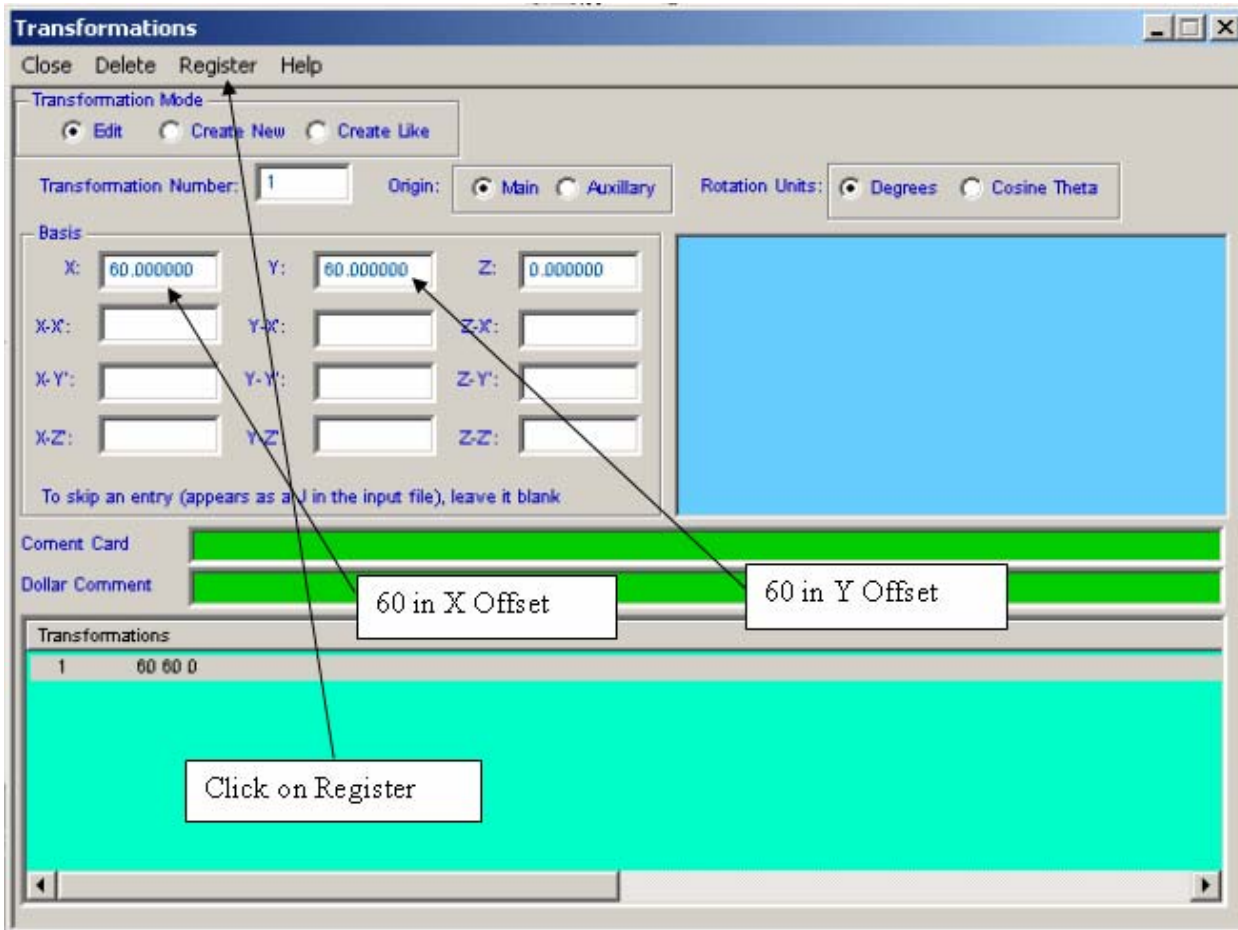 Transformations
Close Delete Register Help
Transformation Mode
Edit Create New Create Like
Transformation Number: 1 Origin: Main Auxillary Rotation Units: Degrees Cosine Theta
Basis
X: 60.000000 Y: 60.000000 Z: 0.000000
X-X': Y-X': Z-X':
X-Y': Y-Y': Z-Y':
X-Z': Y-Z': Z-Z':
To skip an entry (appears as a J in the input file), leave it blank
Coment Card
Dollar Comment
60 in X Offset
60 in Y Offset
Transformations
1 60 60 0
Click on Register